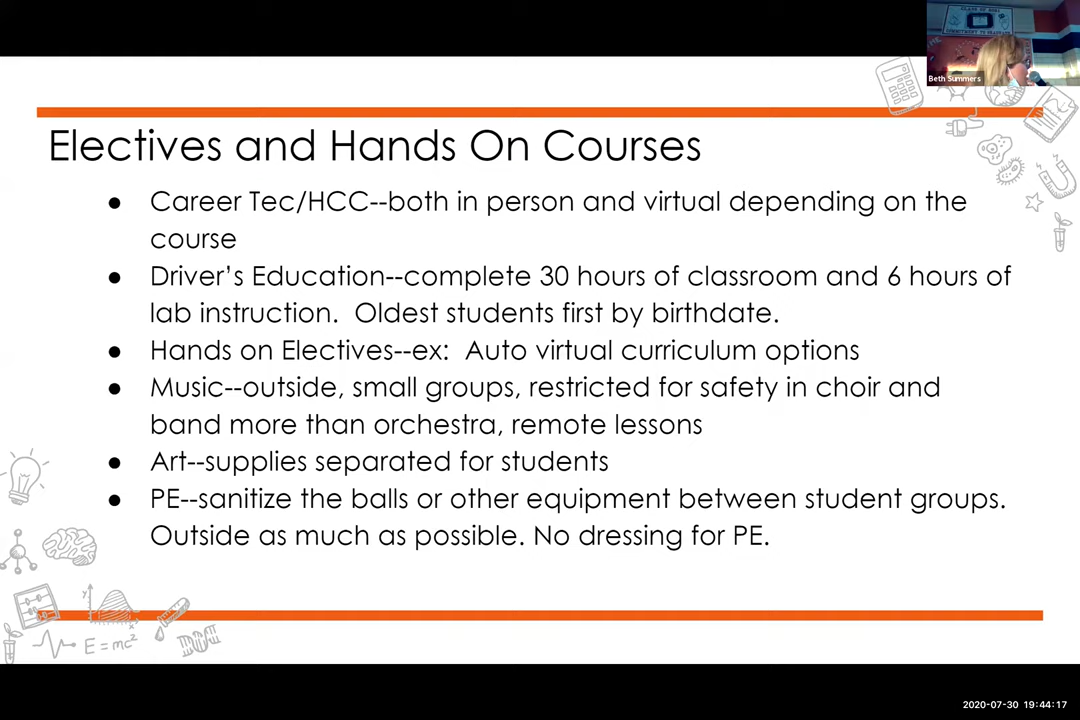 CLASS OF 2021
Beth Summers
Electives and Hands On Courses
● Career Tec/HCC--both in person and virtual depending on the
course
● Driver's Education--complete 30 hours of classroom and 6 hours of
lab instruction. Oldest students first by birthdate.
● Hands on Electives--ex: Auto virtual curriculum options
● Music--outside, small groups, restricted for safety in choir and
band more than orchestra, remote lessons
● Art--supplies separated for students
● PE--sanitize the balls or other equipment between student groups.
Outside as much as possible. No dressing for PE.
y
x
E=mc²
2020-07-30 19:44:17